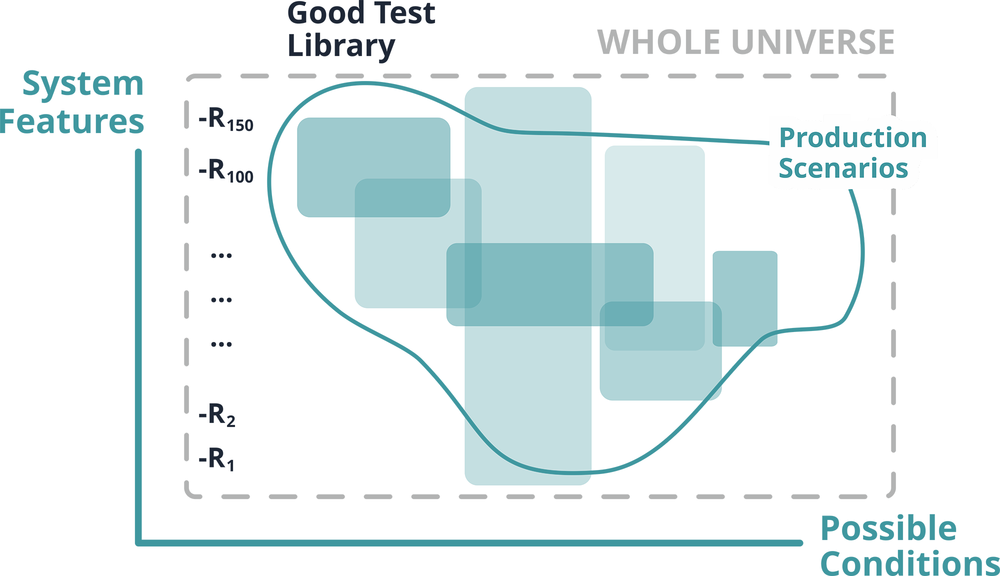 Good Test
Library
WHOLE UNIVERSE
System
Features
-R150
-R100
Production
Scenarios
...
...
...
-R2
-R1
Possible
Conditions